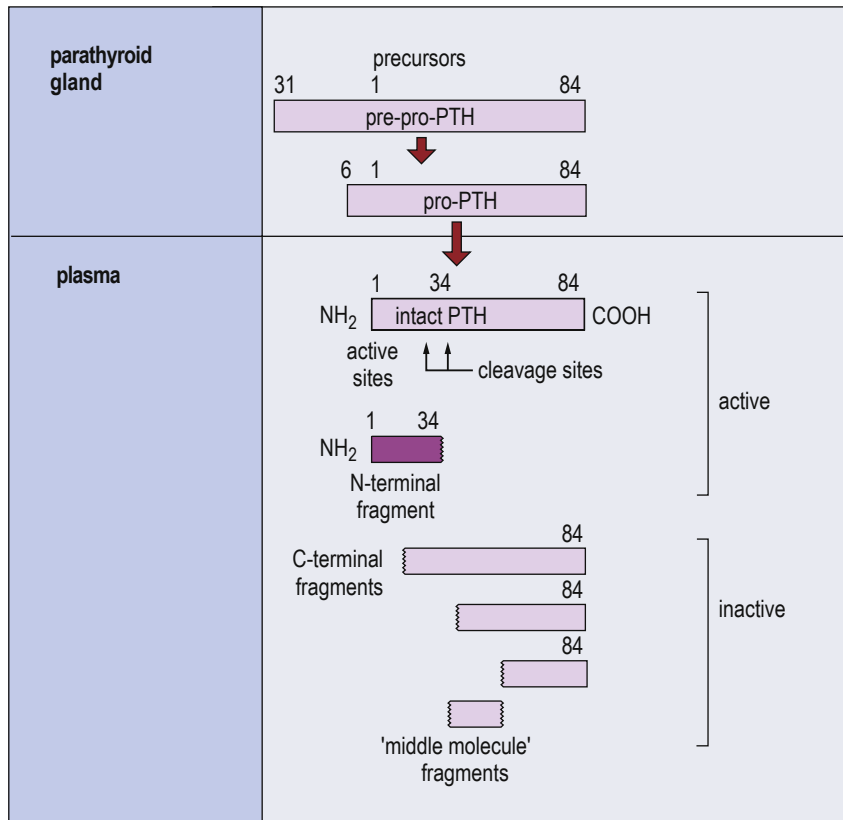 parathyroid
gland
precursors
31 1 84
pre-pro-PTH
6 1 84
pro-PTH
plasma
1 34 84
NH2 intact PTH COOH
active
sites
cleavage sites
active
1 34
NH2
N-terminal
fragment
84
C-terminal
fragments
84
inactive
84
'middle molecule'
fragments